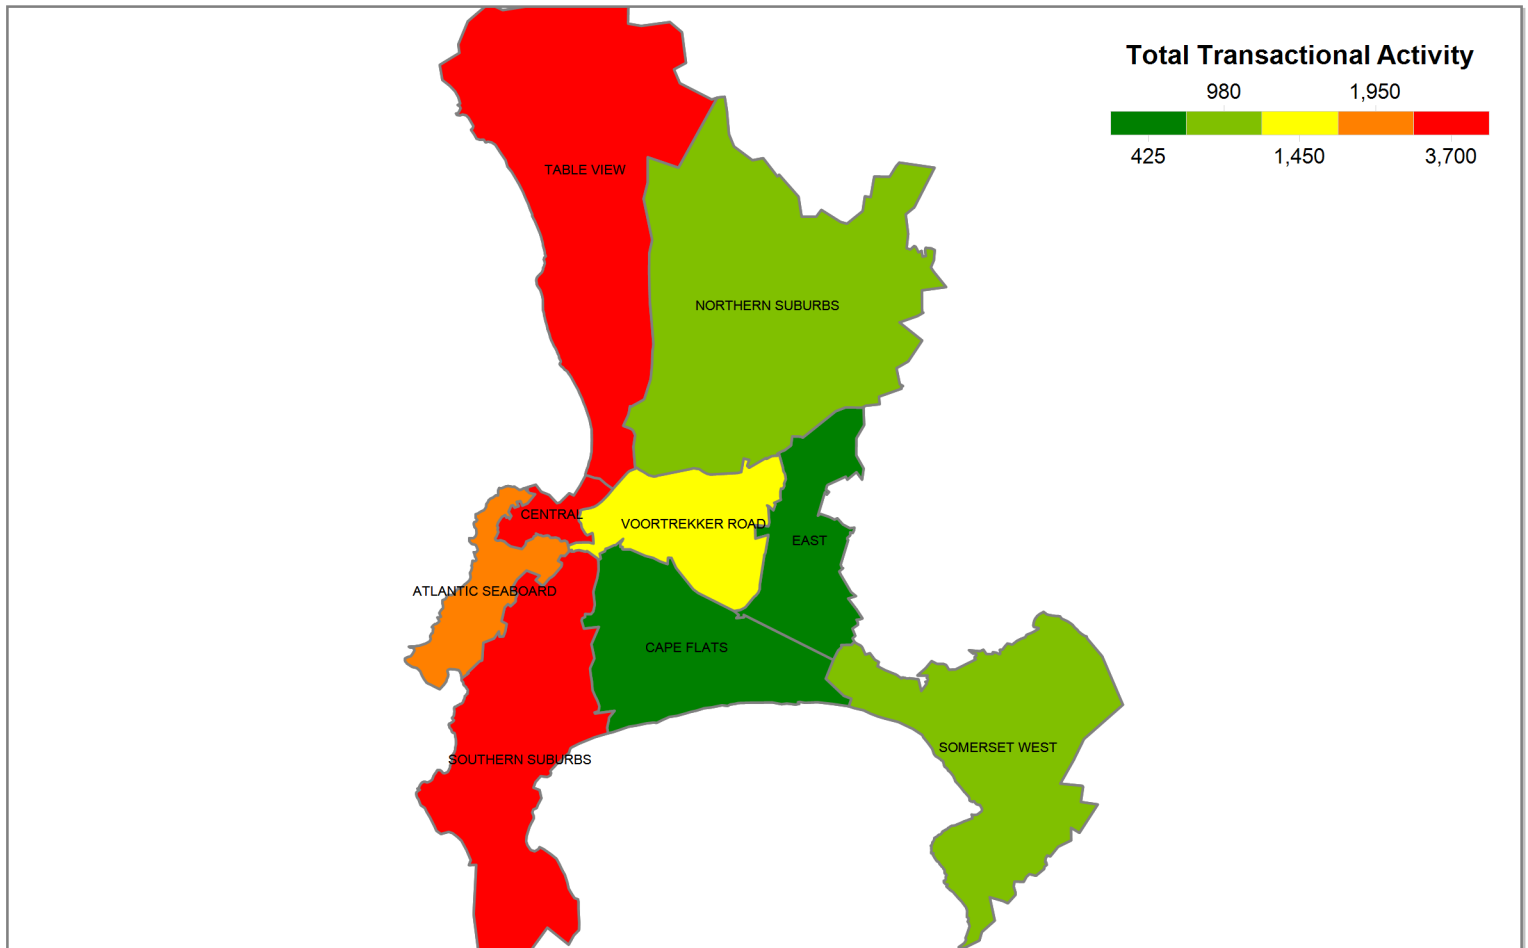 Total Transactional Activity
980 1,950
425 1,450 3,700
TABLE VIEW
NORTHERN SUBURBS
CENTRAL
VOORTREKKER ROAD
EAST
ATLANTIC SEABOARD
CAPE FLATS
SOMERSET WEST
SOUTHERN SUBURBS